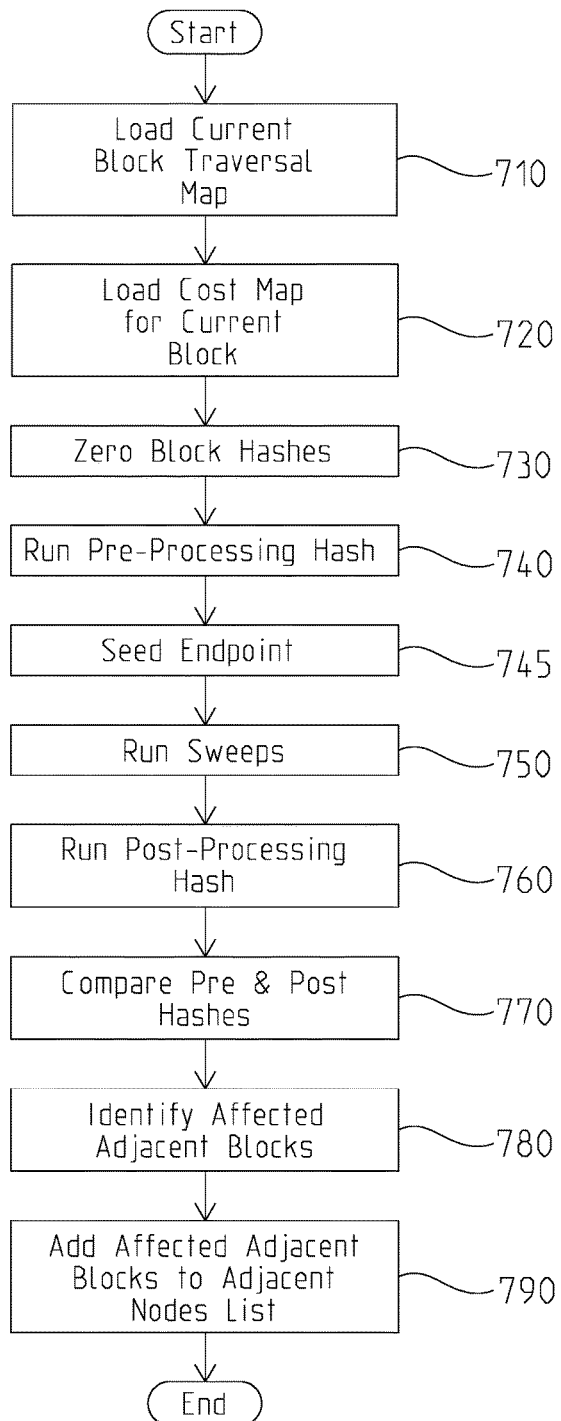 Start
Load Current
Block Traversal
Map
710
Load Cost Map
for Current
Block
720
Zero Block Hashes
730
Run Pre-Processing Hash
740
Seed Endpoint
745
Run Sweeps
750
Run Post-Processing
Hash
760
Compare Pre & Post
Hashes
770
Identify Affected
Adjacent Blocks
780
Add Affected Adjacent
Blocks to Adjacent
Nodes List
790
End